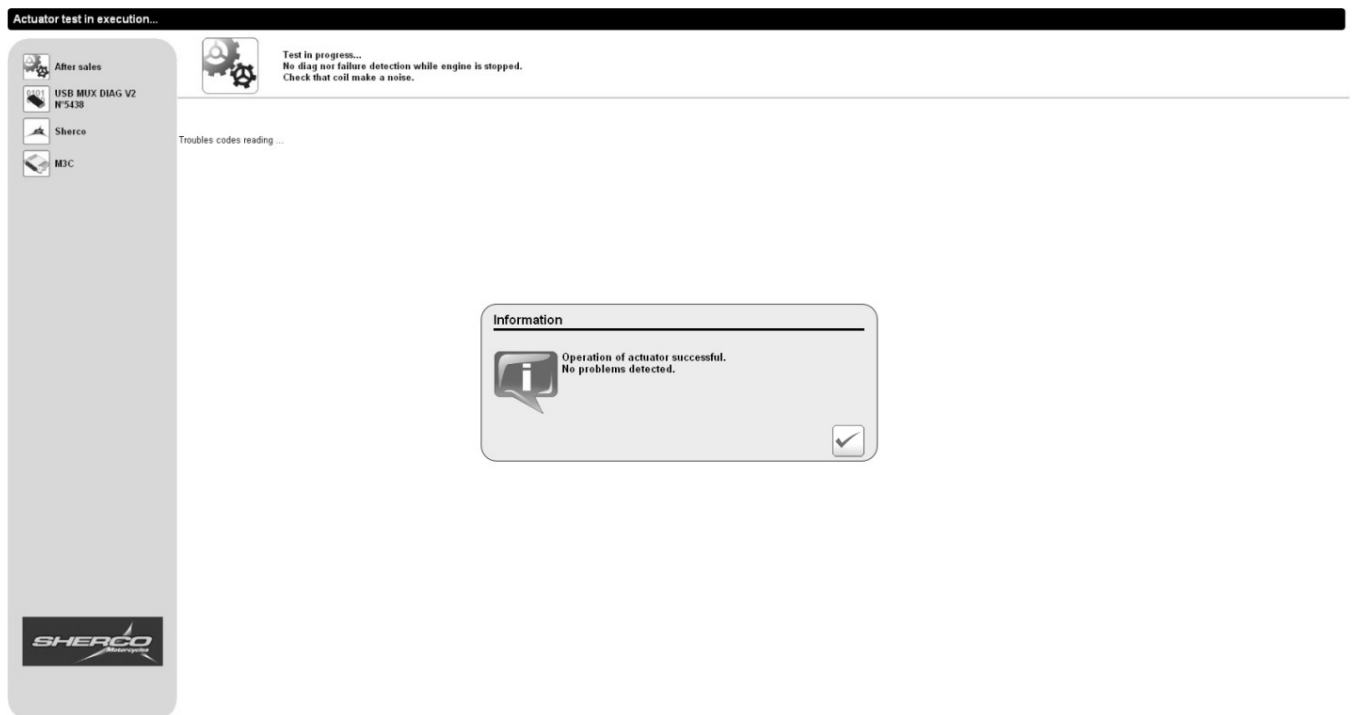 Actuator test in execution...
After sales
USB MUX DIAG V2
N°5438
Sherco
M3C
Test in progress...
No diag nor failure detection while engine is stopped.
Check that coil make a noise.
Troubles codes reading ...
Information
Operation of actuator successful.
No problems detected.
SHERCO
Motorcycles